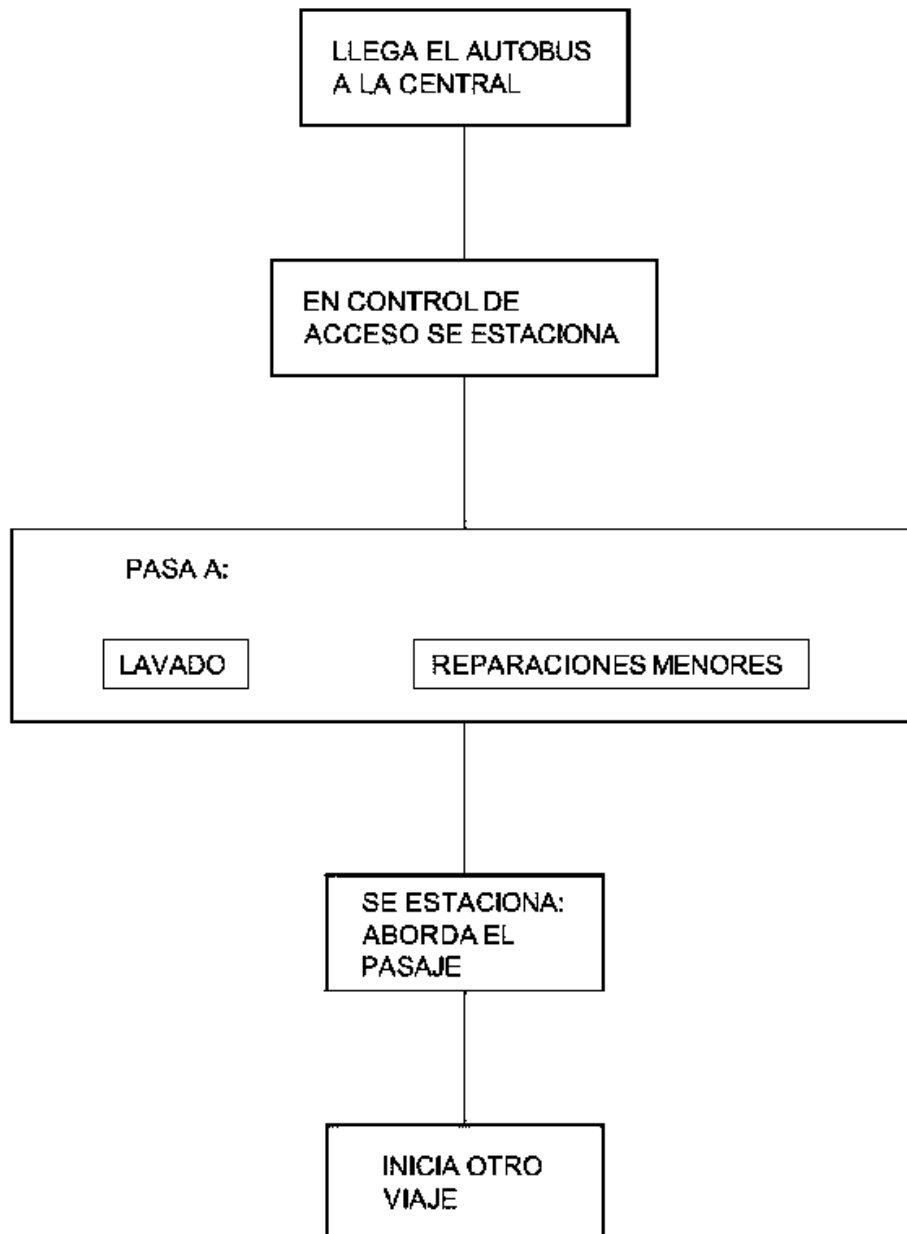 LLEGA EL AUTOBUS
A LA CENTRAL
EN CONTROL DE
ACCESO SE ESTACIONA
PASA A:
LAVADO
REPARACIONES MENORES
SE ESTACIONA:
ABORDA EL
PASAJE
INICIA OTRO
VIAJE